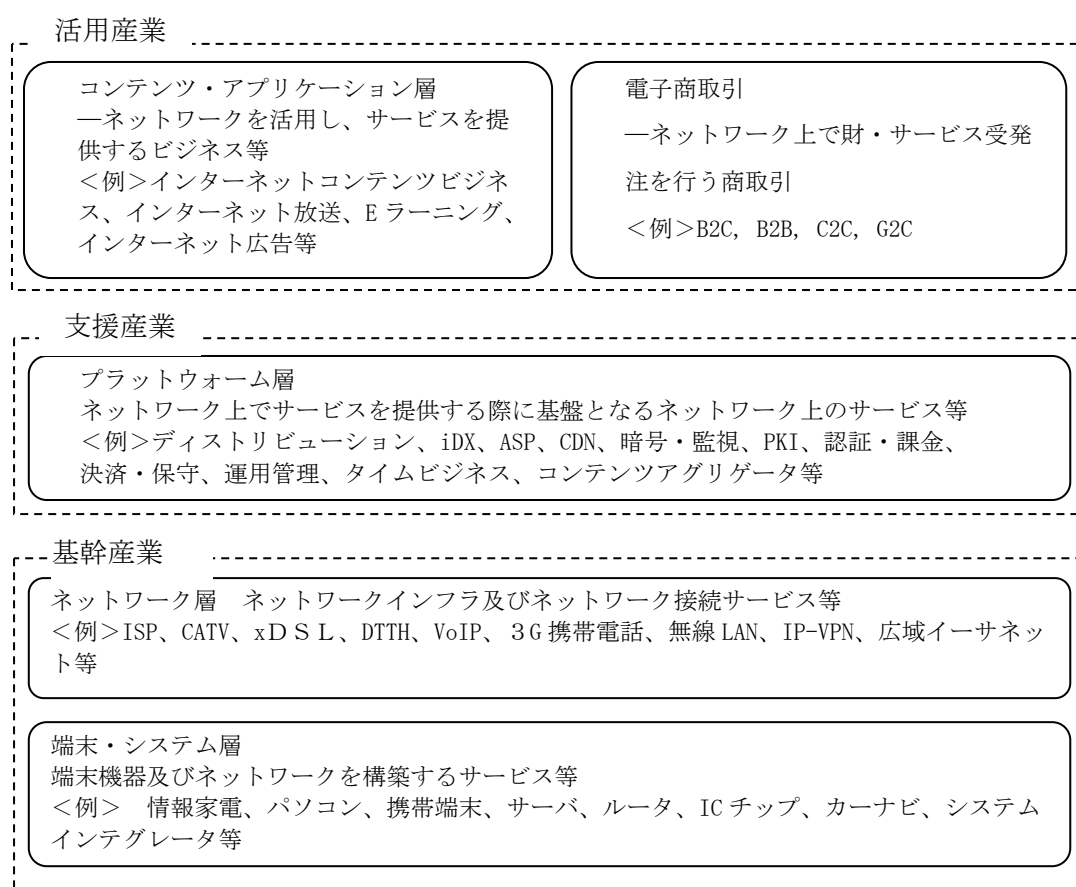 活用産業
コンテンツ・アプリケーション層
―ネットワークを活用し、サービスを提
供するビジネス等
＜例＞インターネットコンテンツビジネ
ス、インターネット放送、Eラーニング、
インターネット広告等
電子商取引
―ネットワーク上で財・サービス受発
注を行う商取引
＜例＞B2C, B2B, C2C, G2C
支援産業
プラットウォーム層
ネットワーク上でサービスを提供する際に基盤となるネットワーク上のサービス等
＜例＞ディストリビューション、iDX、ASP、CDN、暗号・監視、PKI、認証・課金、
決済・保守、運用管理、タイムビジネス、コンテンツアグリゲータ等
基幹産業
ネットワーク層　ネットワークインフラ及びネットワーク接続サービス等
＜例＞ISP、CATV、xＤＳＬ、DTTH、VoIP、３G携帯電話、無線LAN、IP-VPN、広域イーサネッ
ト等
端末・システム層
端末機器及びネットワークを構築するサービス等
＜例＞　情報家電、パソコン、携帯端末、サーバ、ルータ、ICチップ、カーナビ、システム
インテグレータ等